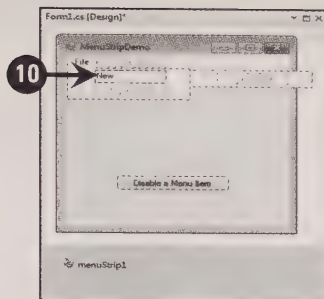 Form1.cs [Design]*
MenuStripDemo
File
10
New
Disable a Menu Item
menuStrip1